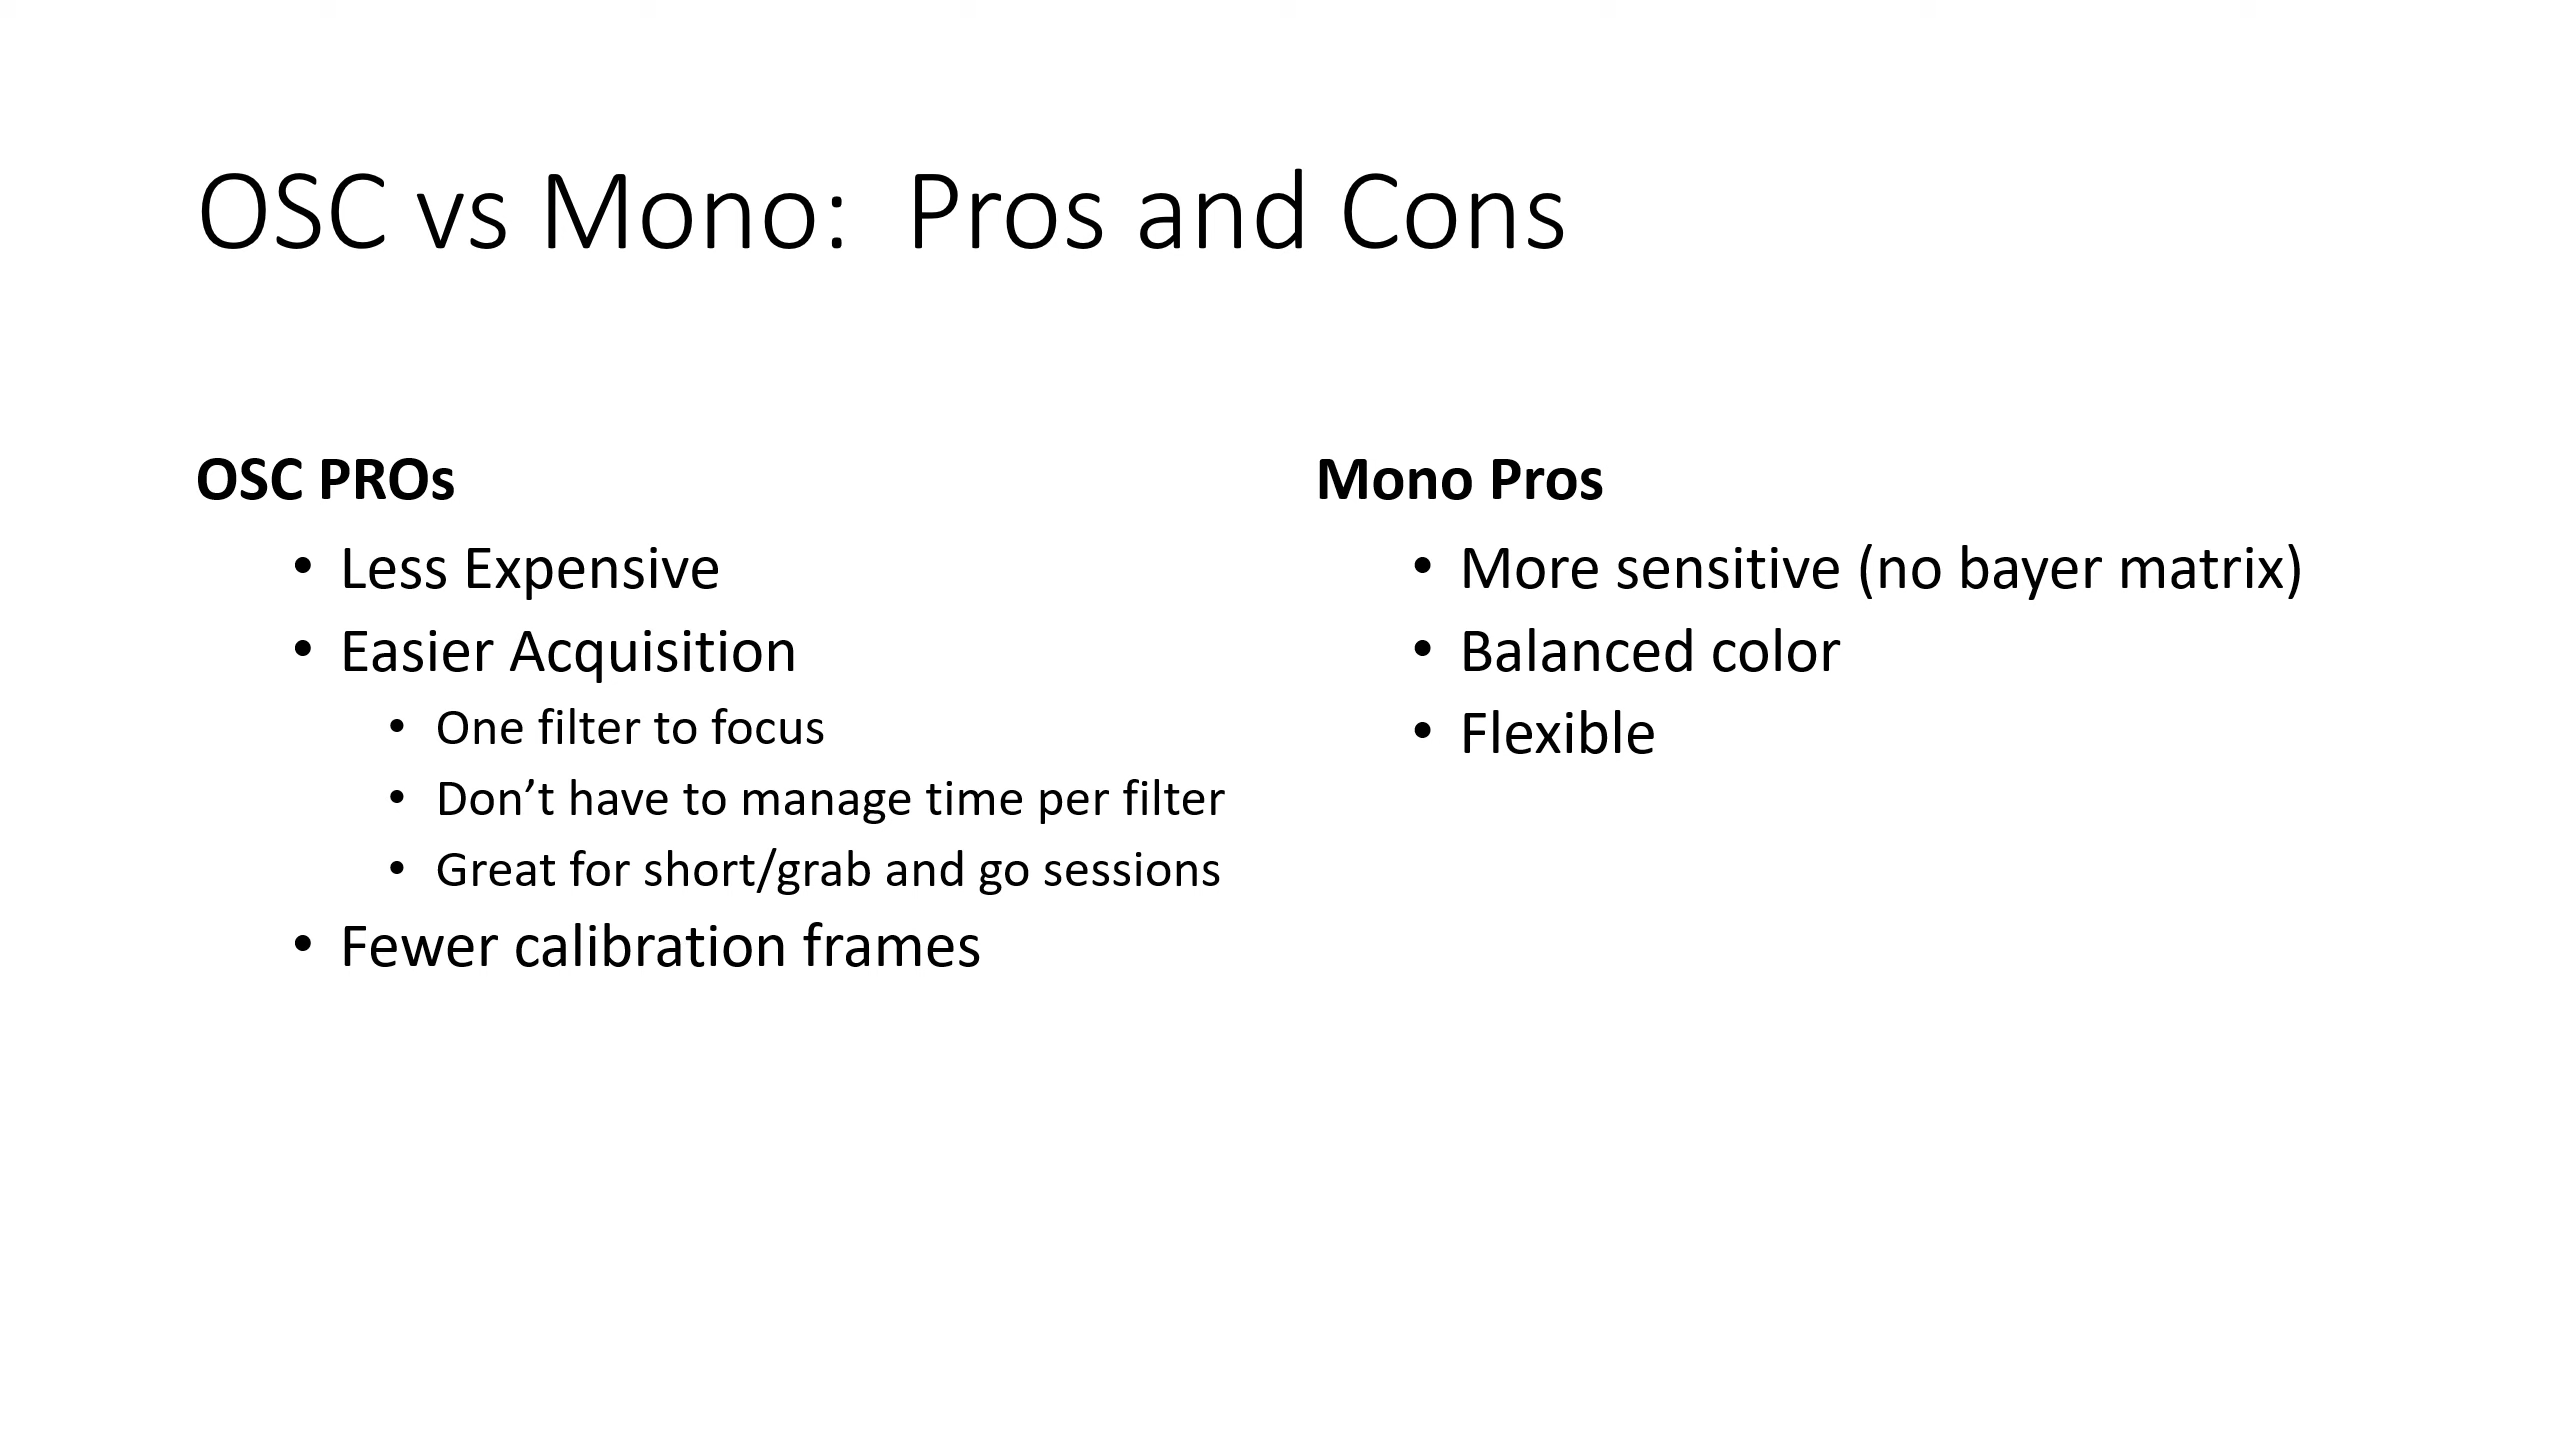 OSC vs Mono:  Pros and Cons
OSC PROs
• Less Expensive
• Easier Acquisition
• One filter to focus
• Don’t have to manage time per filter
• Great for short/grab and go sessions
• Fewer calibration frames
Mono Pros
• More sensitive (no bayer matrix)
• Balanced color
• Flexible